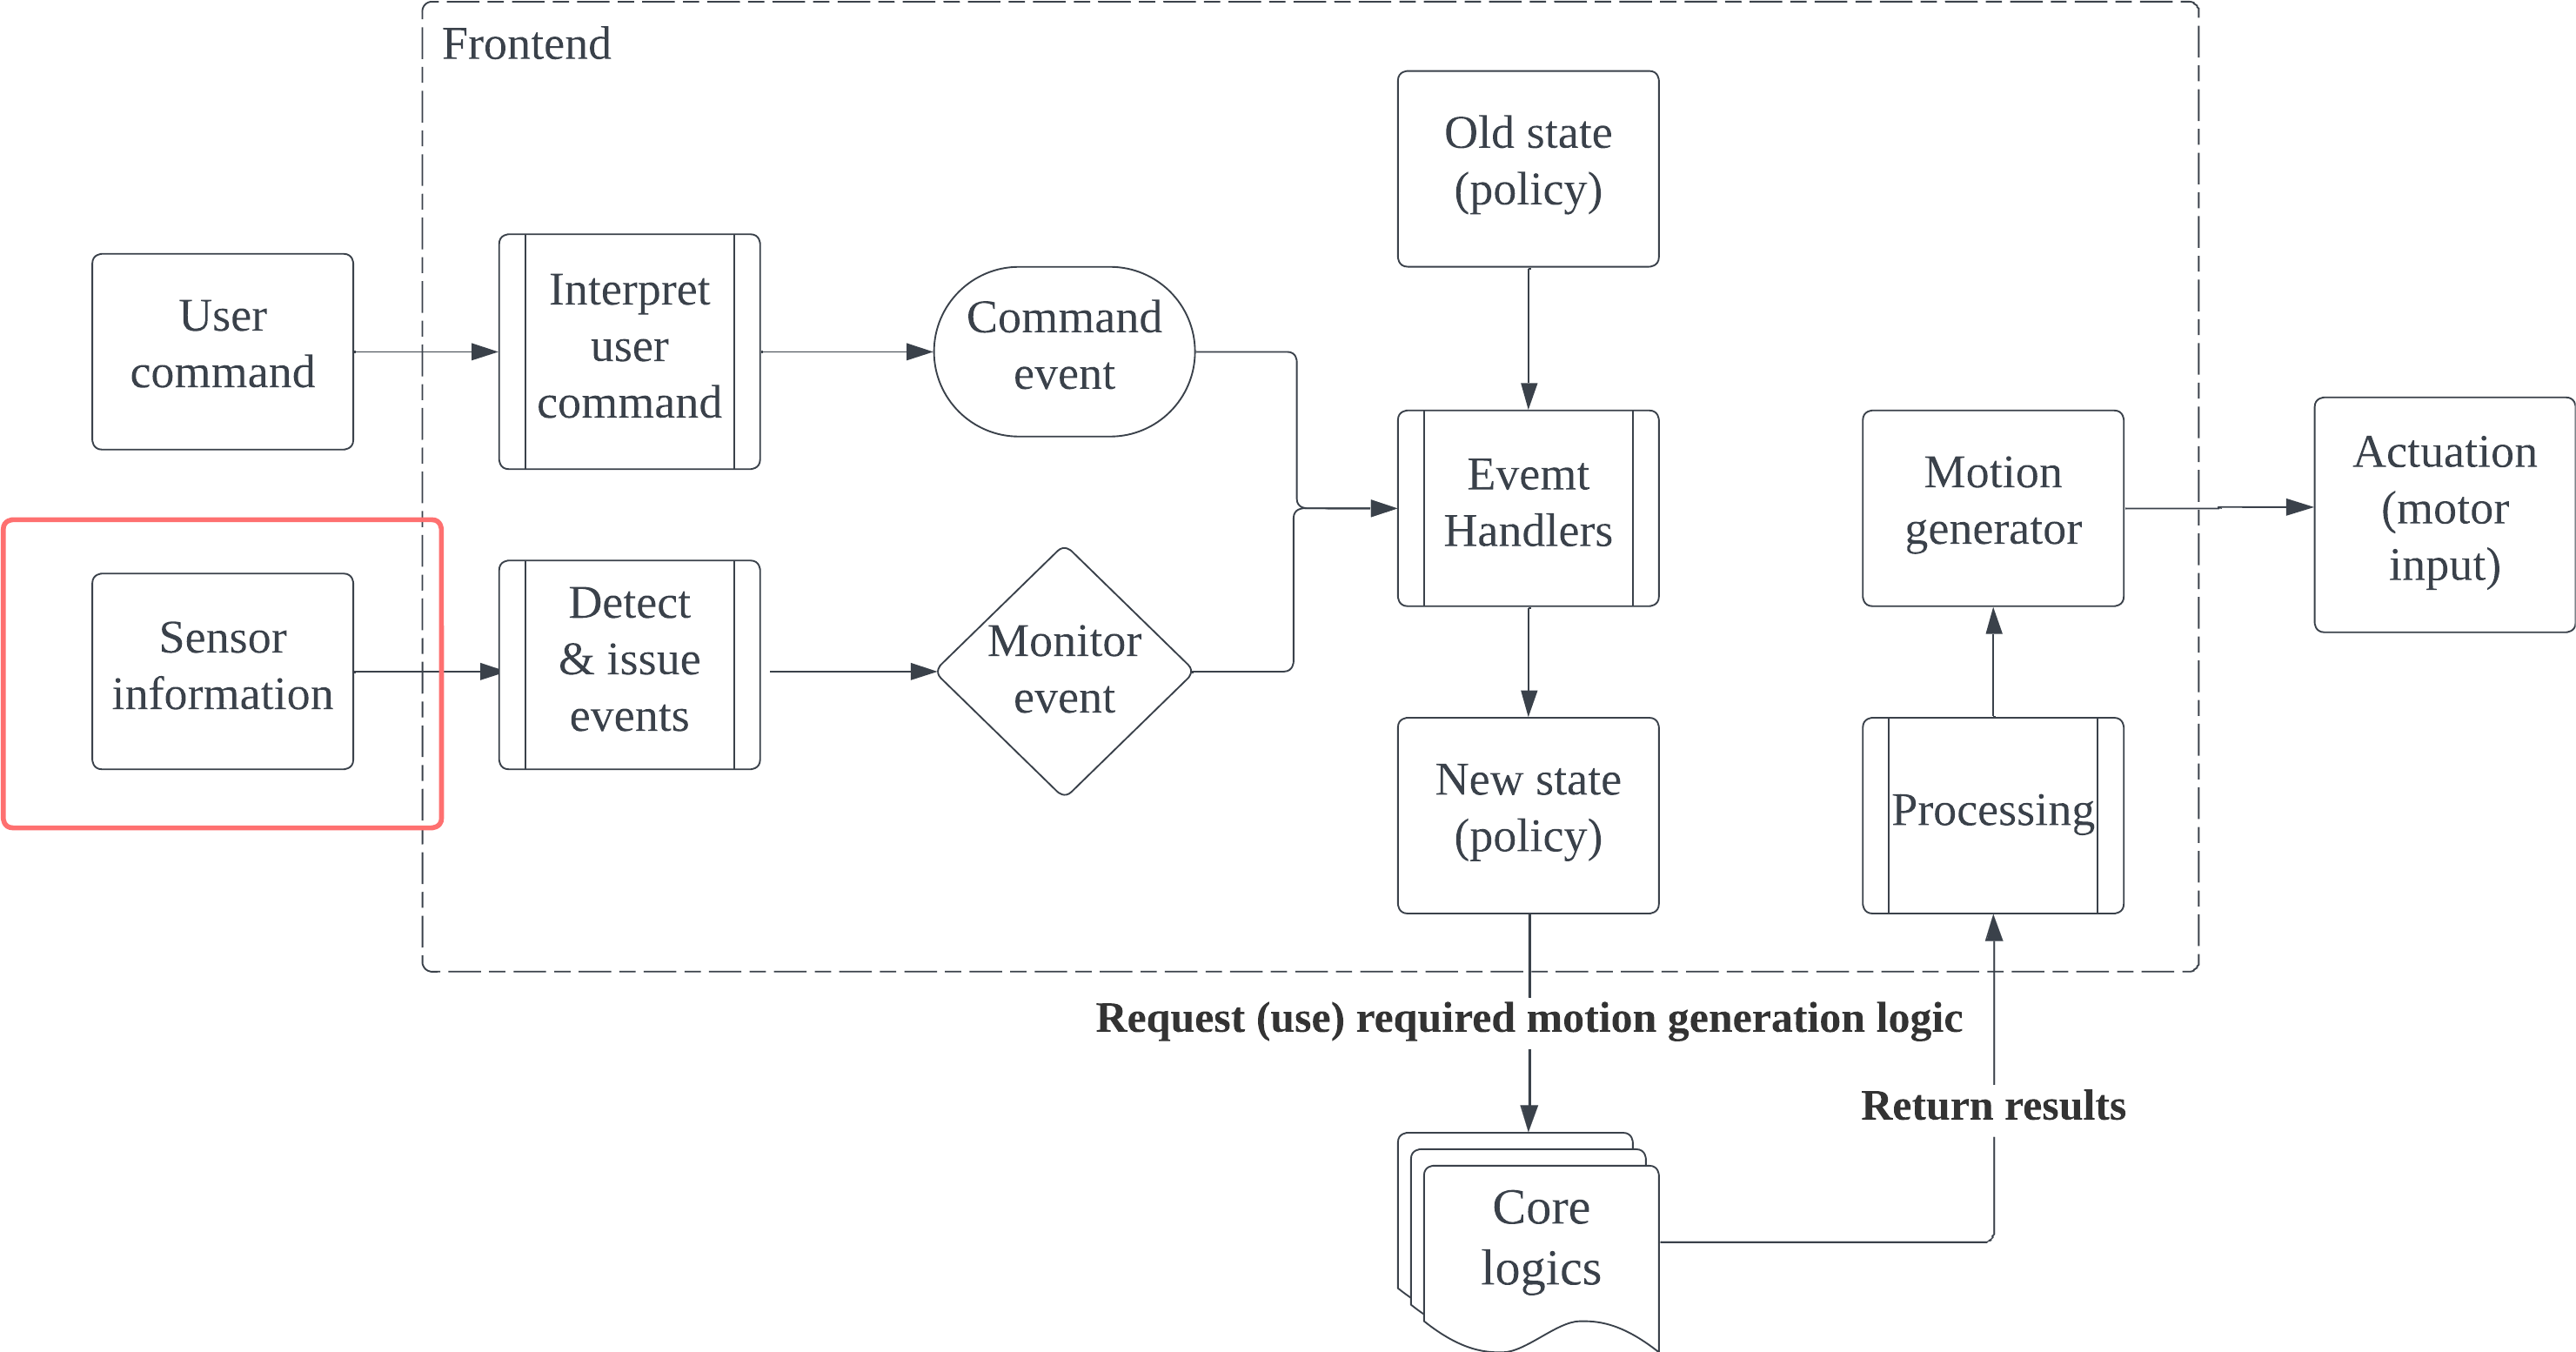 Frontend
Old state
(policy)
User
command
Interpret
user
command
Command
event
Evemt
Handlers
Motion
generator
Actuation
(motor
input)
Sensor
information
Detect
& issue
events
Monitor
event
New state
(policy)
Processing
Request (use) required motion generation logic
Return results
Core
logics